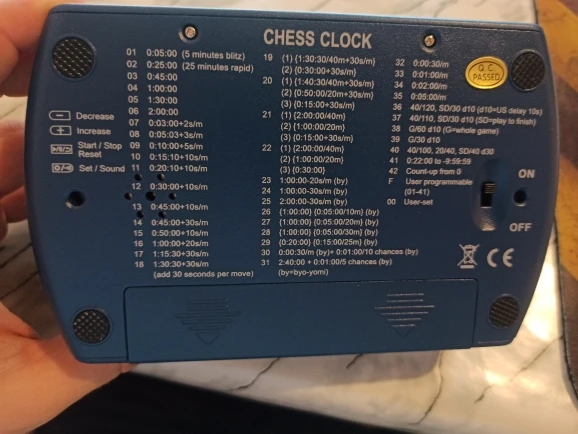 CHESS CLOCK
Decrease
Increase
Start / Stop
Reset
Set / Sound
01 0:05:00 (5 minutes blitz)
02 0:25:00 (25 minutes rapid)
03 0:45:00
04 1:00:00
05 1:30:00
06 2:00:00
07 0:03:00+2s/m
08 0:05:03+3s/m
09 0:10:00+5s/m
10 0:15:10+10s/m
11 0:20:10+10s/m
12 0:30:00+10s/m
13 0:45:00+10s/m
14 0:45:00+30s/m
15 0:50:00+10s/m
16 1:00:00+20s/m
17 1:15:30+30s/m
18 1:30:30+30s/m
(add 30 seconds per move)
19 (1) {1:30:30/40m+30s/m}
(2) {0:30:00+30s/m}
20 (1) {1:40:30/40m+30s/m}
(2) {0:50:00/20m+30s/m}
(3) {0:15:00+30s/m}
21 (1) {2:00:00/40m}
(2) {1:00:00/20m}
(3) {0:15:00+30s/m}
22 (1) {2:00:00/40m}
(2) {1:00:00/20m}
(3) {0:30:00}
23 1:00:00-20s/m (by)
24 1:00:00-30s/m (by)
25 2:00:00-30s/m (by)
26 {1:00:00} {0:05:00/10m} (by)
27 {1:00:00} {0:05:00/20m} (by)
28 {1:00:00} {0:05:00/30m} (by)
29 {0:20:00} {0:15:00/25m} (by)
30 0:00:30/m (by)+ 0:01:00/10 chances (by)
31 2:40:00 + 0:01:00/5 chances (by)
(by=byo-yomi)
32 0:00:30/m
33 0:01:00/m
34 0:02:00/m
35 0:05:00/m
36 40/120, SD/30 d10 (d10=US delay 10s)
37 40/110, SD/30 d10 (SD=play to finish)
38 G/60 d10 (G=whole game)
39 G/30 d10
40 40/100, 20/40, SD/40 d30
41 0:22:00 to -9:59:59
42 Count-up from 0
F User programmable
(01-41)
00 User-set
Q.C
PASSED
ON
OFF
CE